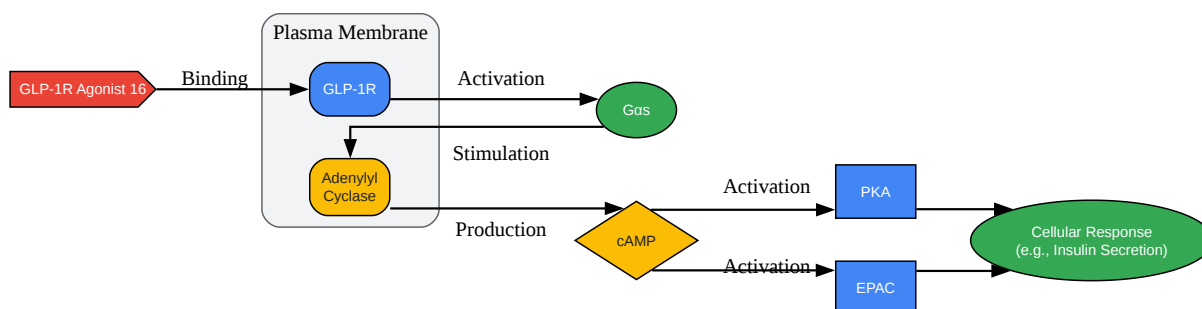 Plasma Membrane
GLP-1R Agonist 16
Binding
GLP-1R
Activation
Gαs
Stimulation
Adenylyl
Cyclase
Production
cAMP
Activation
PKA
Activation
EPAC
Cellular Response
(e.g., Insulin Secretion)